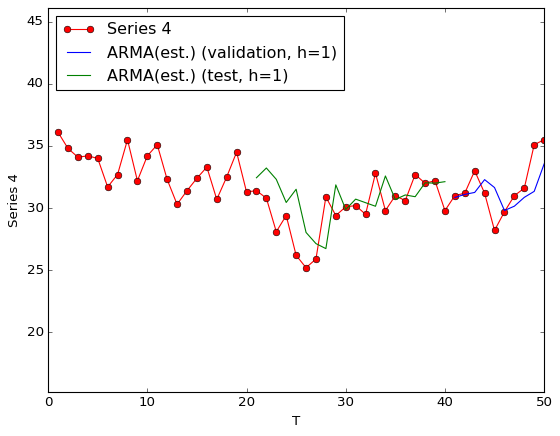 Series 4
ARMA(est.) (validation, h=1)
ARMA(est.) (test, h=1)
45
40
35
30
25
20
Series 4
0 10 20 30 40 50
T